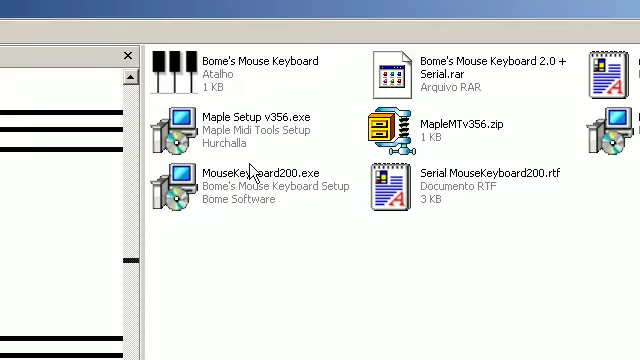 Bome's Mouse Keyboard
Atalho
1 KB
Bome's Mouse Keyboard 2.0 +
Serial.rar
Arquivo RAR
Maple Setup v356.exe
Maple Midi Tools Setup
Hurchalla
MapleMTv356.zip
1 KB
MouseKeyboard200.exe
Bome's Mouse Keyboard Setup
Bome Software
Serial MouseKeyboard200.rtf
Documento RTF
3 KB